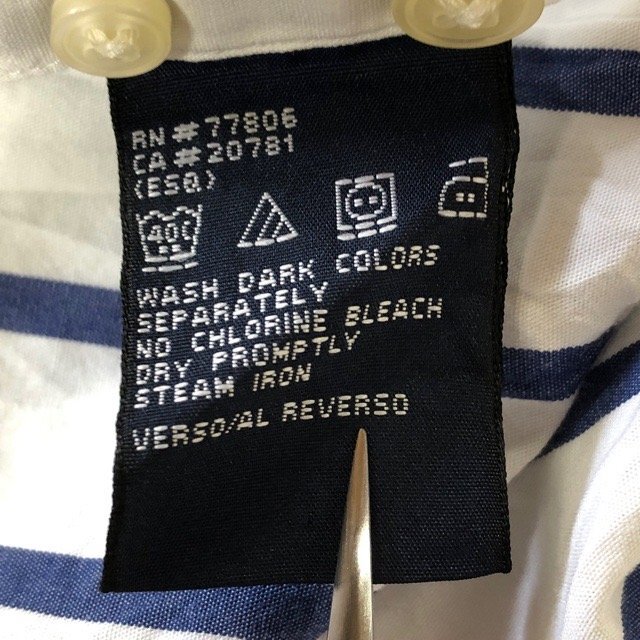 RN #77806
CA #20781
(ESQ)
40C
WASH DARK COLORS
SEPARATELY
NO CHLORINE BLEACH
DRY PROMPTLY
STEAM IRON
VERSO/AL REVERSO